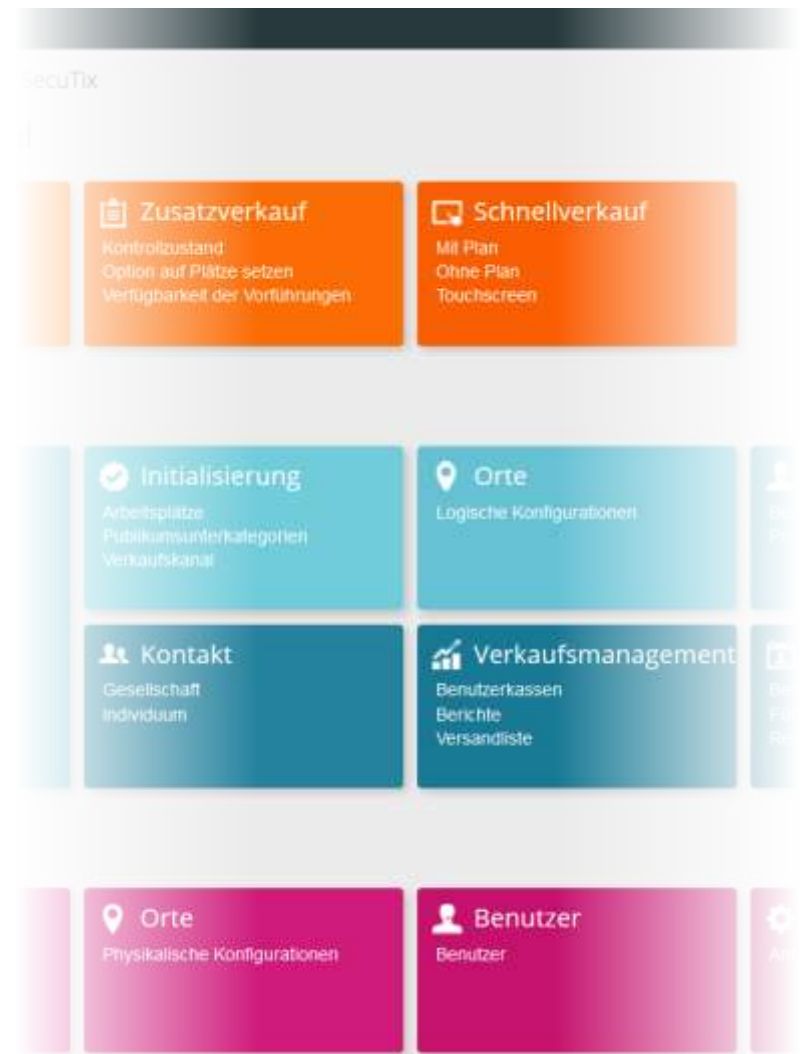 SecuTix
Zusatzverkauf
Kontrollzustand
Option auf Plätze setzen
Verfügbarkeit der Vorführungen
Schnellverkauf
Mit Plan
Ohne Plan
Touchscreen
Initialisierung
Arbeitsplätze
Publikumsunterkategorien
Verkaufskanal
Orte
Logische Konfigurationen
Kontakt
Gesellschaft
Individuum
Verkaufsmanagement
Benutzerkassen
Berichte
Versandliste
Orte
Physikalische Konfigurationen
Benutzer
Benutzer